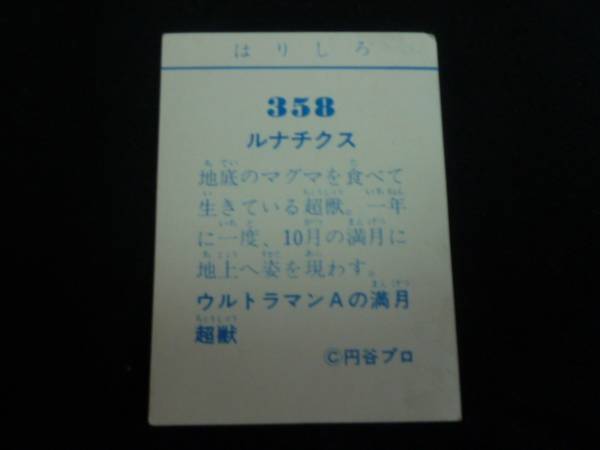 はりしろ
358
ルナチクス
地底のマグマを食べて
生きている超獣。一年
に一度、10月の満月に
地上へ姿を現わす。
ウルトラマンAの満月
超獣
©円谷プロ